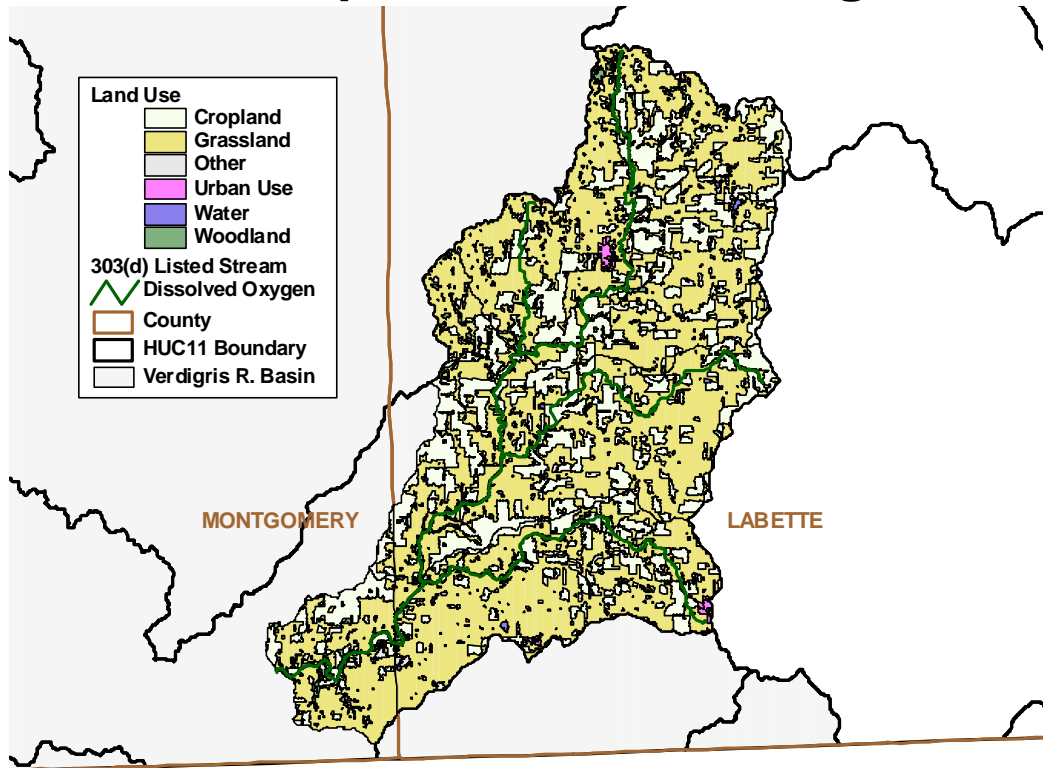 Land Use
Cropland
Grassland
Other
Urban Use
Water
Woodland
303(d) Listed Stream
Dissolved Oxygen
County
HUC11 Boundary
Verdigris R. Basin
MONTGOMERY
LABETTE